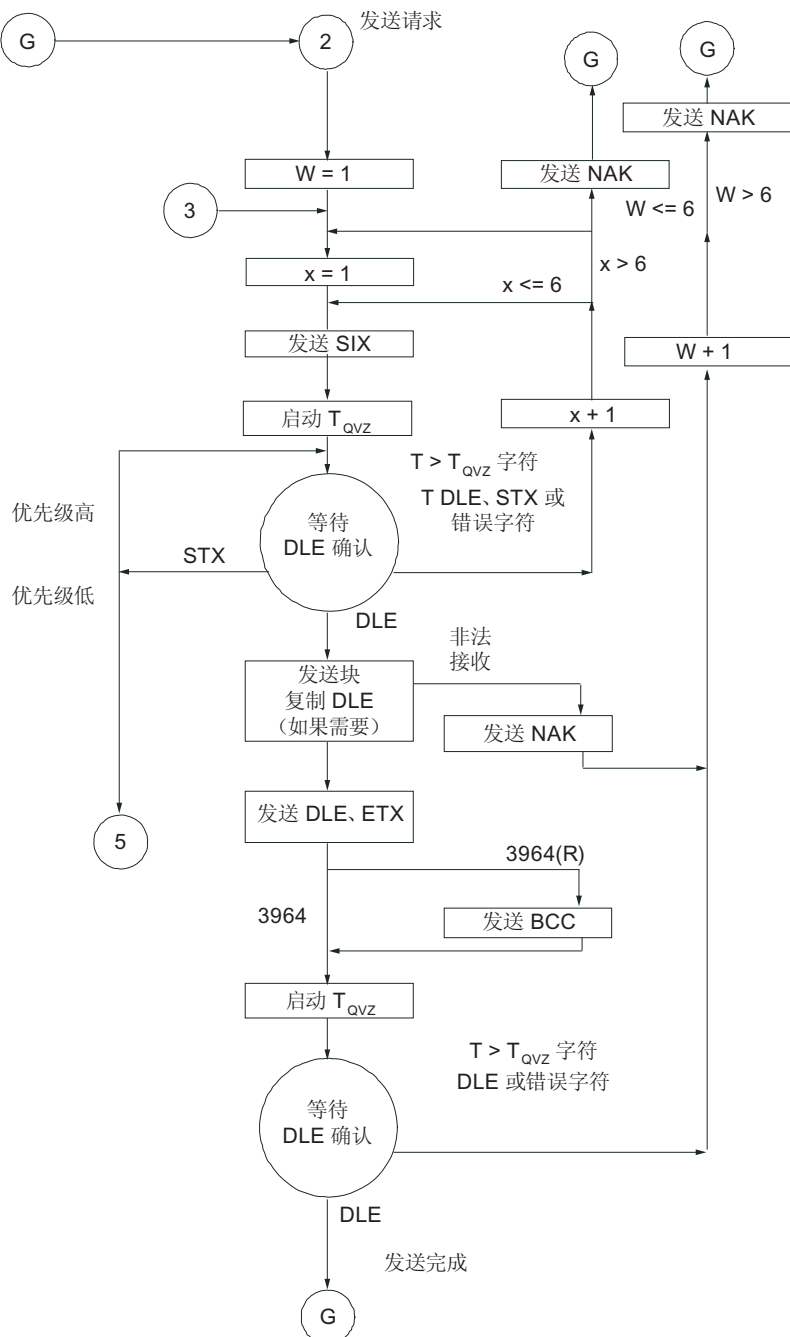 G
2
发送请求
G
G
发送 NAK
W = 1
发送 NAK
3
W <= 6
W > 6
x = 1
x > 6
x <= 6
发送 SIX
W + 1
启动 TQVZ
x + 1
T > TQVZ 字符
T DLE、STX 或
错误字符
优先级高
等待
DLE 确认
STX
优先级低
DLE
非法
接收
发送块
复制 DLE
（如果需要）
发送 NAK
发送 DLE、ETX
5
3964(R)
3964
发送 BCC
启动 TQVZ
T > TQVZ 字符
DLE 或错误字符
等待
DLE 确认
DLE
发送完成
G